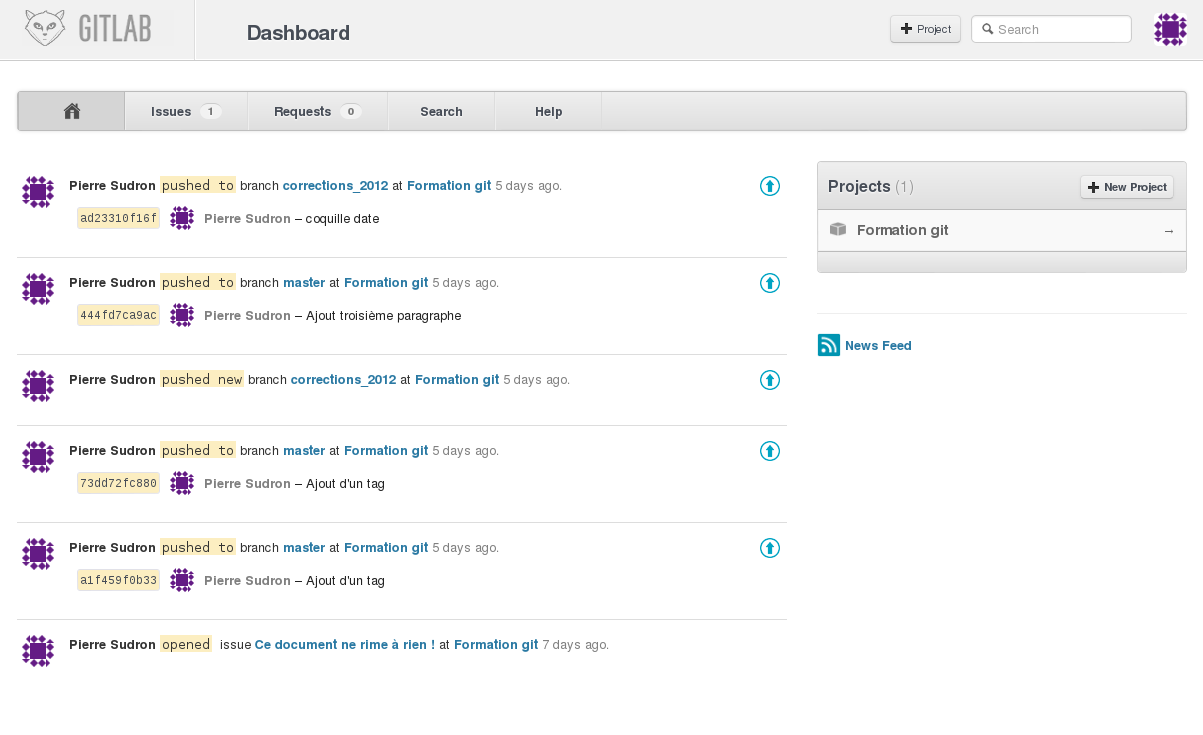 GITLAB
Dashboard
Project
Search
Issues 1
Requests 0
Search
Help
Pierre Sudron pushed to branch corrections_2012 at Formation git 5 days ago.
ad23310f16f Pierre Sudron – coquille date
Pierre Sudron pushed to branch master at Formation git 5 days ago.
444fd7ca9ac Pierre Sudron – Ajout troisième paragraphe
Pierre Sudron pushed new branch corrections_2012 at Formation git 5 days ago.
Pierre Sudron pushed to branch master at Formation git 5 days ago.
73dd72fc880 Pierre Sudron – Ajout d'un tag
Pierre Sudron pushed to branch master at Formation git 5 days ago.
a1f459f0b33 Pierre Sudron – Ajout d'un tag
Pierre Sudron opened issue Ce document ne rime à rien ! at Formation git 7 days ago.
Projects (1)
New Project
Formation git →
News Feed